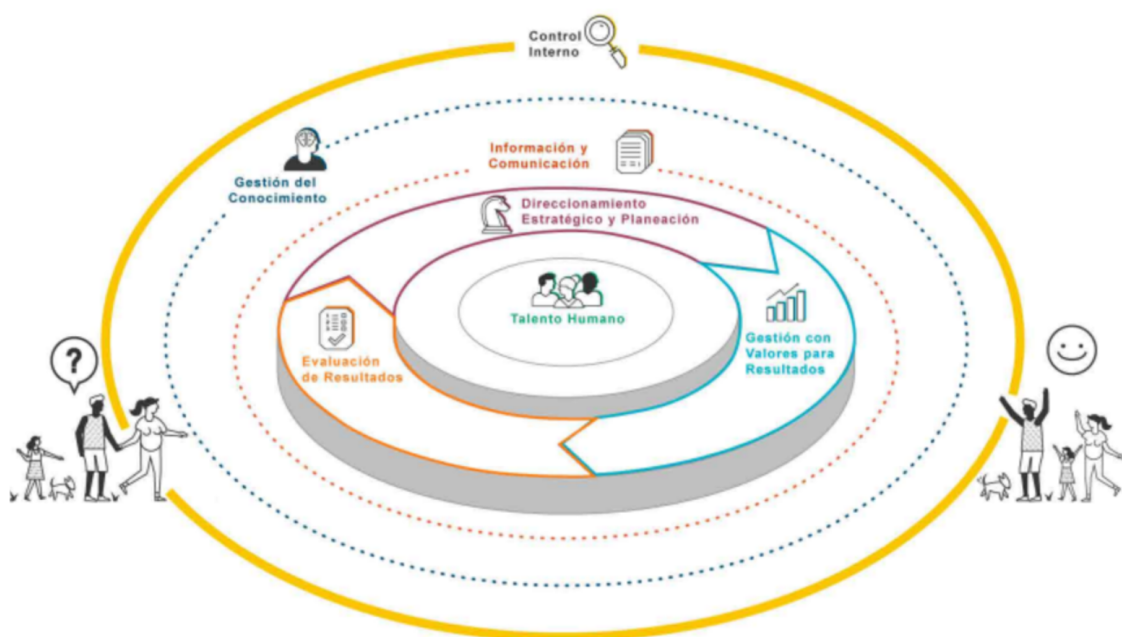 Control
Interno
Gestión del
Conocimiento
Información y
Comunicación
Direccionamiento
Estratégico y Planeación
Talento Humano
Gestión con
Valores para
Resultados
Evaluación
de Resultados
?